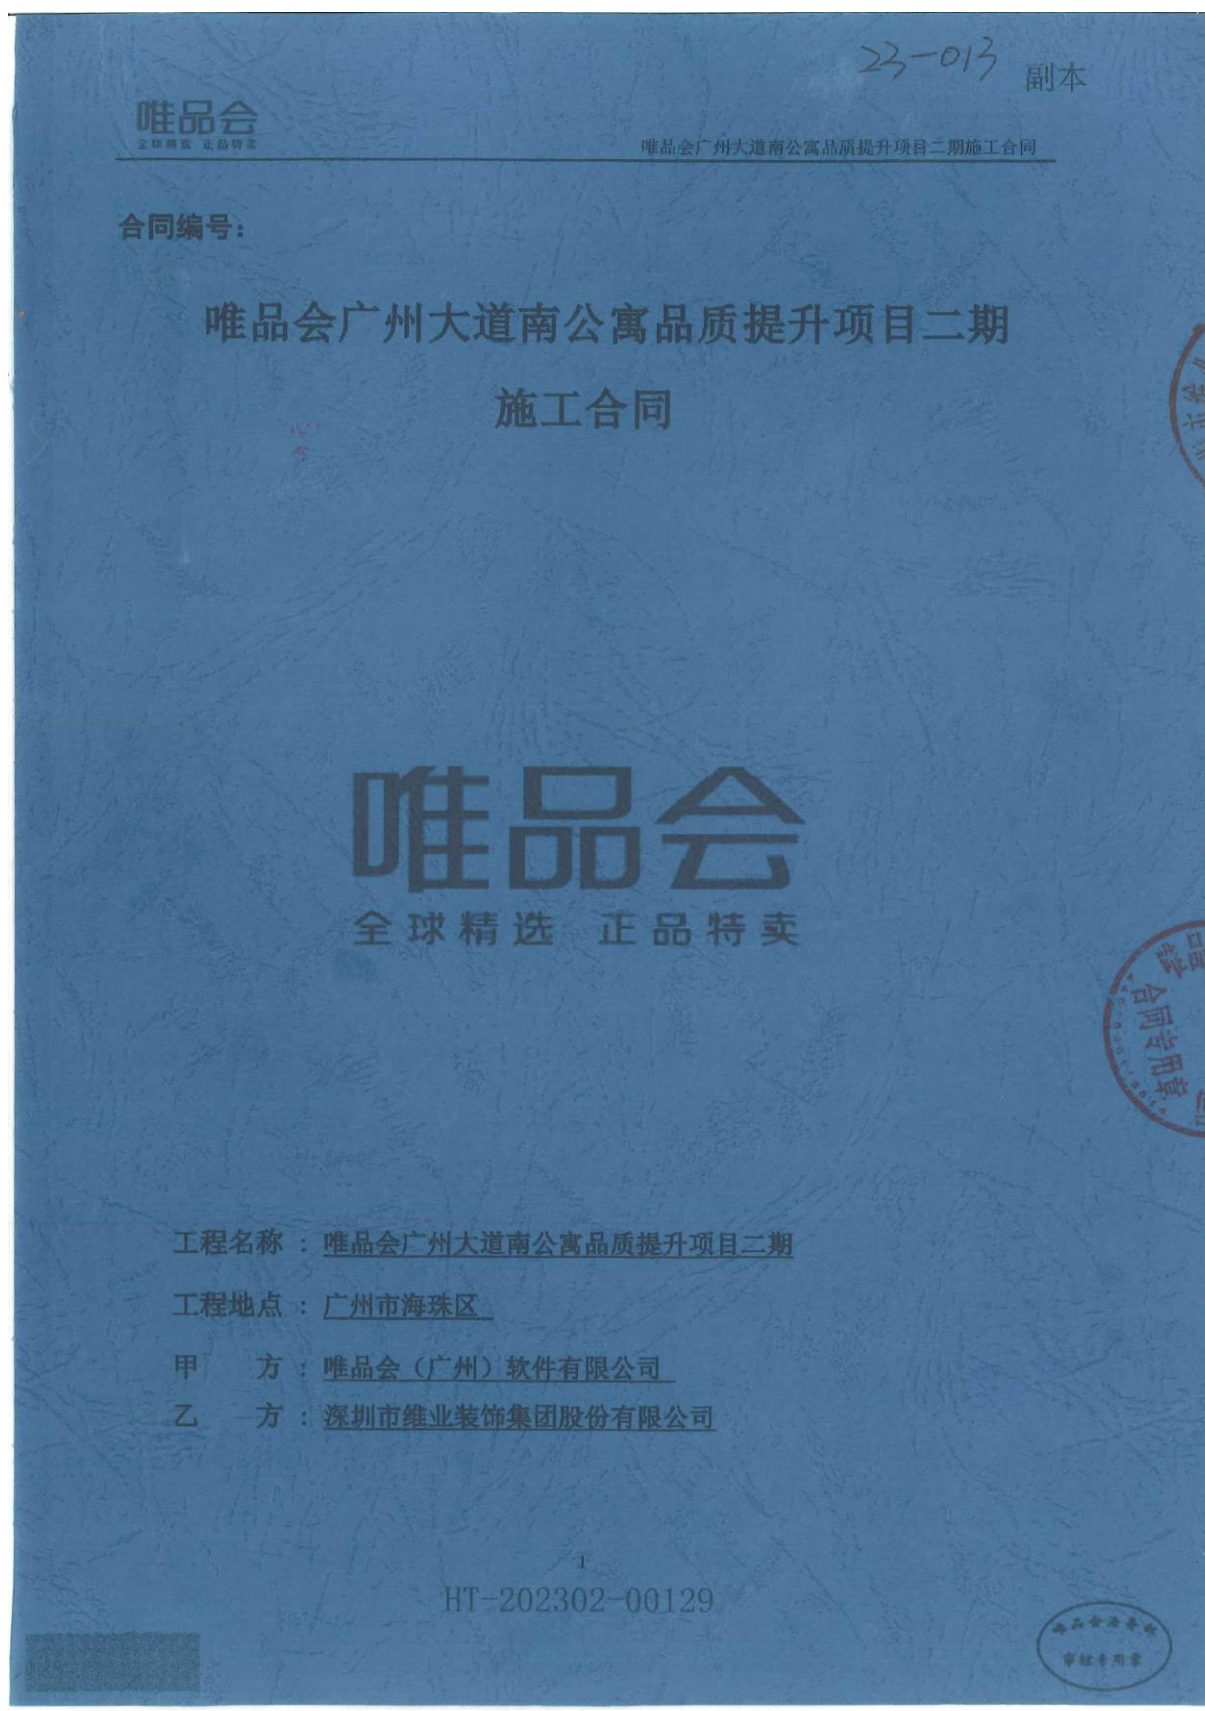 23-013 副本
唯品会
全球精选 正品特卖
唯品会广州大道南公寓品质提升项目二期施工合同
合同编号：
唯品会广州大道南公寓品质提升项目二期
施工合同
唯品会
全球精选 正品特卖
合同专用章
工程名称：唯品会广州大道南公寓品质提升项目二期
工程地点：广州市海珠区
甲 方：唯品会（广州）软件有限公司
乙 方：深圳市维业装饰集团股份有限公司
1
HT-202302-00129
唯品会法务部
审核专用章